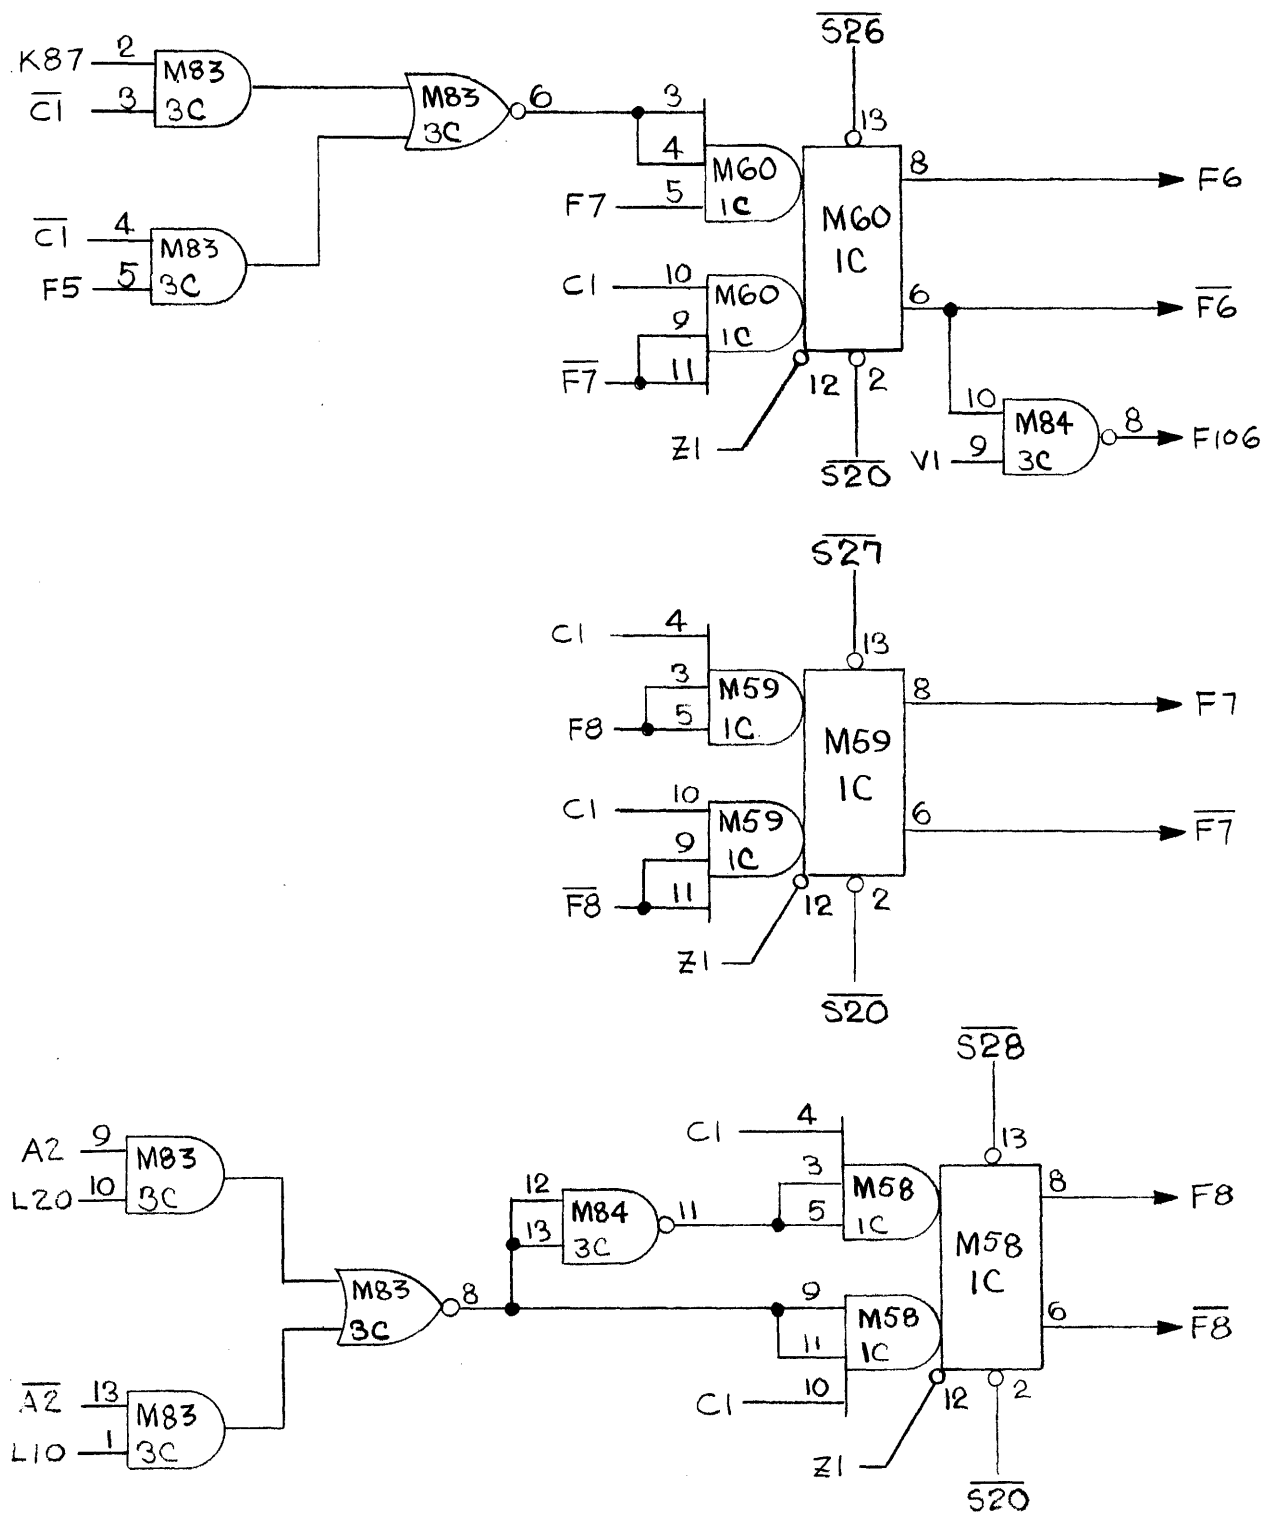 S26
K87 2 M83 3C
C1 3
M83 3C 6
3
4
F7 5
M60 1C
13
M60 1C
8 F6
C1 4 M83 3C
F5 5
C1 10
9
F7 11
M60 1C
6 F6
Z1 12 2
S20
10
V1 9
M84 3C
8 F106
S27
13
C1 4
3
F8 5
M59 1C
M59 1C
8 F7
C1 10
9
F8 11
M59 1C
6 F7
Z1 12 2
S20
S28
13
C1 4
3
5
M58 1C
M58 1C
8 F8
A2 9
L20 10
M83 3C
12
13
M84 3C
11
M83 3C 8
9
11
C1 10
M58 1C
6 F8
A2 13
L10 1
M83 3C
Z1 12 2
S20